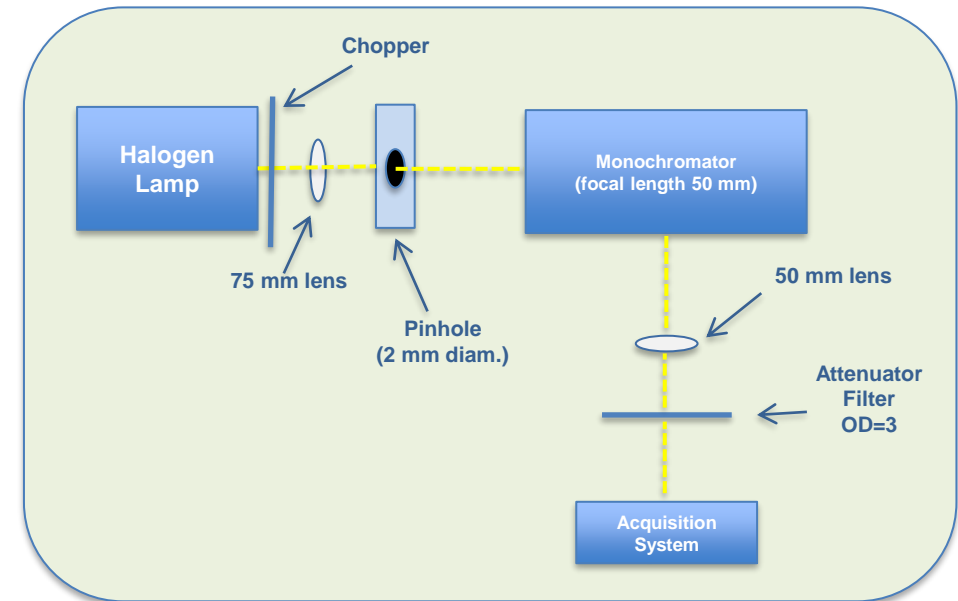 Chopper
Halogen
Lamp
Monochromator
(focal length 50 mm)
75 mm lens
50 mm lens
Pinhole
(2 mm diam.)
Attenuator
Filter
OD=3
Acquisition
System